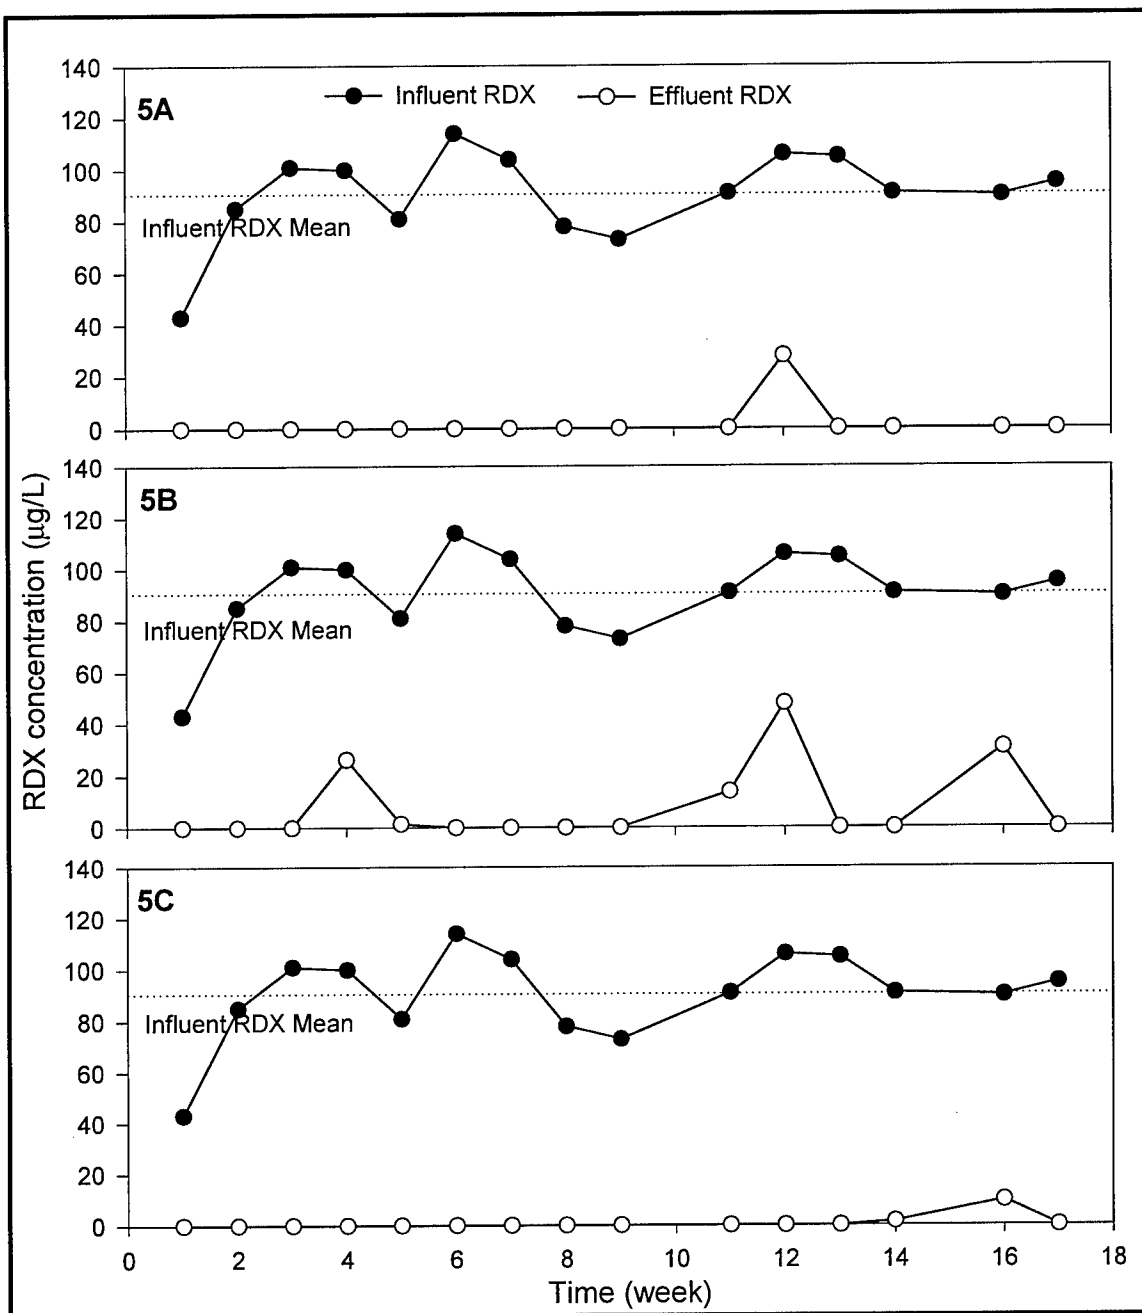 140
120
100
80
60
40
20
0
5A
Influent RDX
Effluent RDX
Influent RDX Mean
RDX concentration (µg/L)
140
120
100
80
60
40
20
0
5B
Influent RDX Mean
140
120
100
80
60
40
20
0
5C
Influent RDX Mean
0 2 4 6 8 10 12 14 16 18
Time (week)